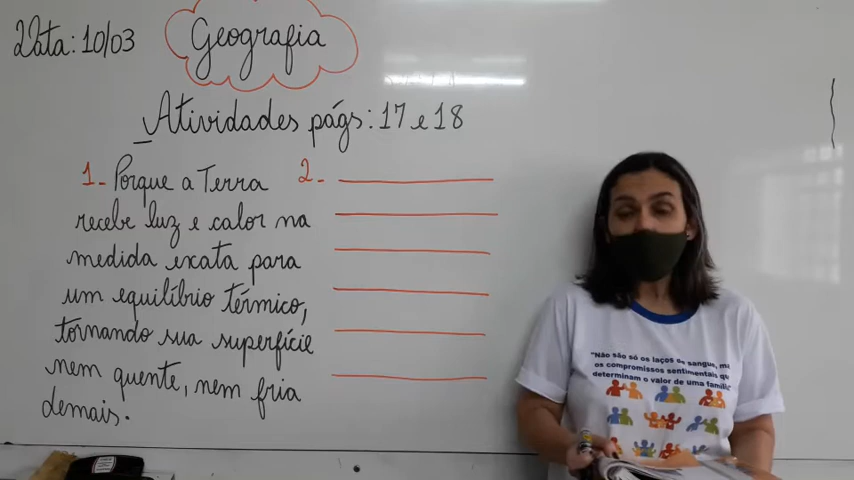 Data: 10/03
Geografia
Atividades págs: 17 e 18
1- Porque a Terra
recebe luz e calor na
medida exata para
um equilíbrio térmico,
tornando sua superfície
nem quente, nem fria
demais.
2-
"Não são só os laços de sangue, m
os compromissos sentimentais qu
determinam o valor de uma família